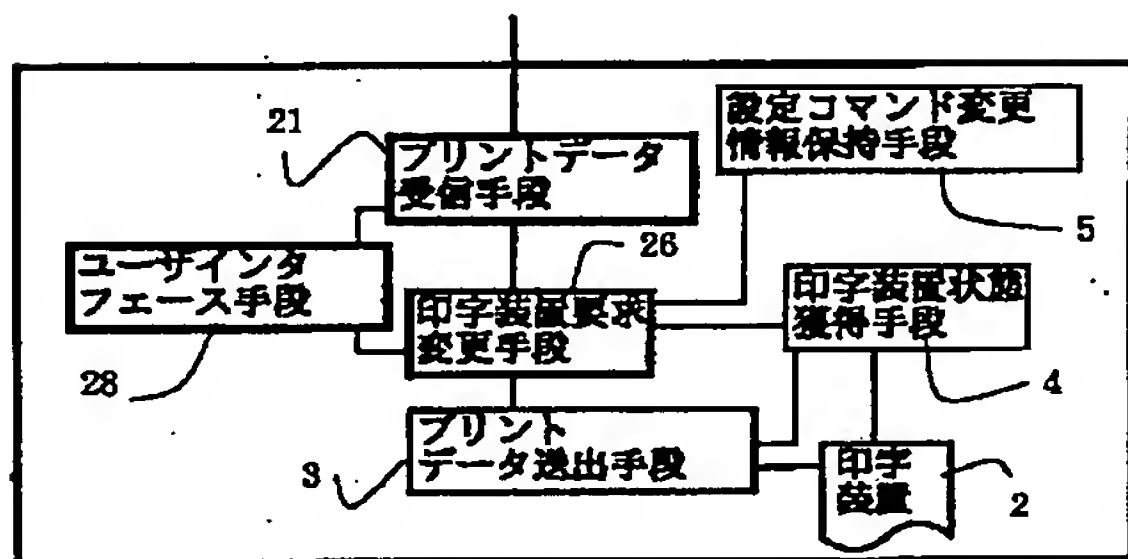 設定コマンド変更
情報保持手段
5
21
プリントデータ
受信手段
ユーザインタ
フェース手段
28
26
印字装置要求
変更手段
印字装置状態
獲得手段
4
プリント
データ送出手段
3
印字
装置
2